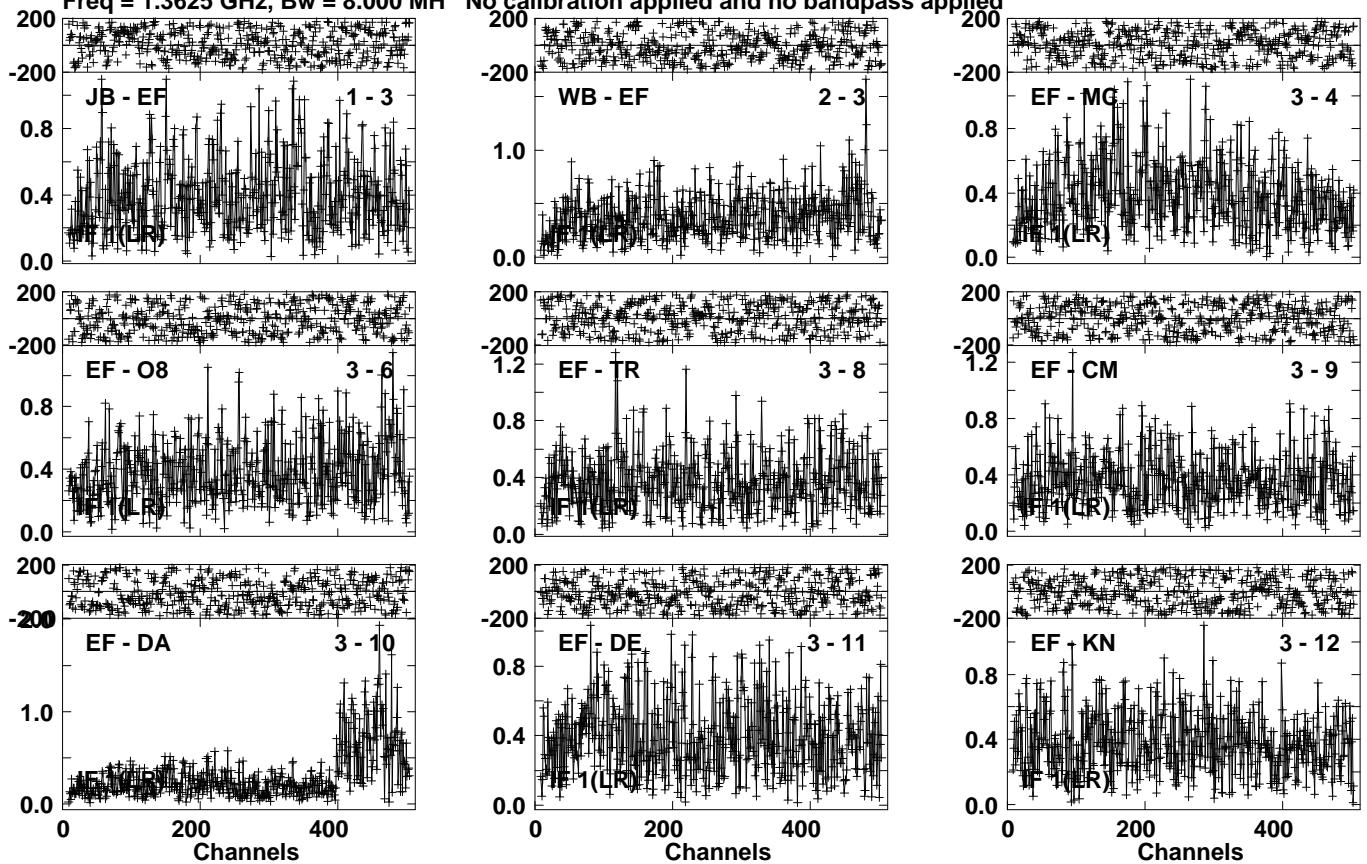 Freq = 1.3625 GHz, Bw = 8.000 MH No calibration applied and no bandpass applied
200
-200
JB - EF 1 - 3
0.8
0.4
IF 1(LR)
0.0
200
-200
WB - EF 2 - 3
1.0
IF 1(LR)
0.0
200
-200
EF - MC 3 - 4
0.8
0.4
IF 1(LR)
0.0
200
-200
EF - O8 3 - 6
0.8
0.4
IF 1(LR)
0.0
200
-200
1.2
EF - TR 3 - 8
0.8
0.4
IF 1(LR)
0.0
200
-200
1.2
EF - CM 3 - 9
0.8
0.4
IF 1(LR)
0.0
200
-200
2.0
EF - DA 3 - 10
1.0
IF 1(LR)
0.0
0 200 400
Channels
200
-200
EF - DE 3 - 11
0.8
0.4
IF 1(LR)
0.0
0 200 400
Channels
200
-200
EF - KN 3 - 12
0.8
0.4
IF 1(LR)
0.0
0 200 400
Channels